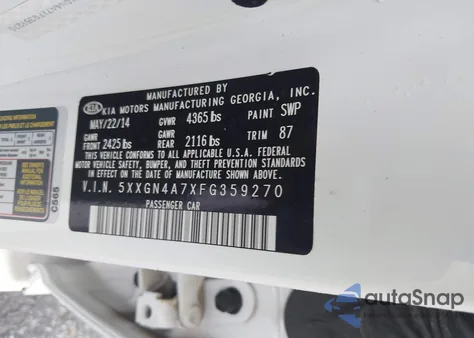 MANUFACTURED BY
KIA KIA MOTORS MANUFACTURING GEORGIA, INC.
MAY/22/14 GVWR 4365 lbs PAINT SWP
GAWR FRONT 2425 lbs GAWR REAR 2116 lbs TRIM 87
THIS VEHICLE CONFORMS TO ALL APPLICABLE U.S.A. FEDERAL
MOTOR VEHICLE SAFETY, BUMPER, AND THEFT PREVENTION
STANDARDS IN EFFECT ON THE DATE OF MANUFACTURE SHOWN ABOVE.
V.I.N. 5XXGN4A7XFG359270
PASSENGER CAR
C565
autoSnap